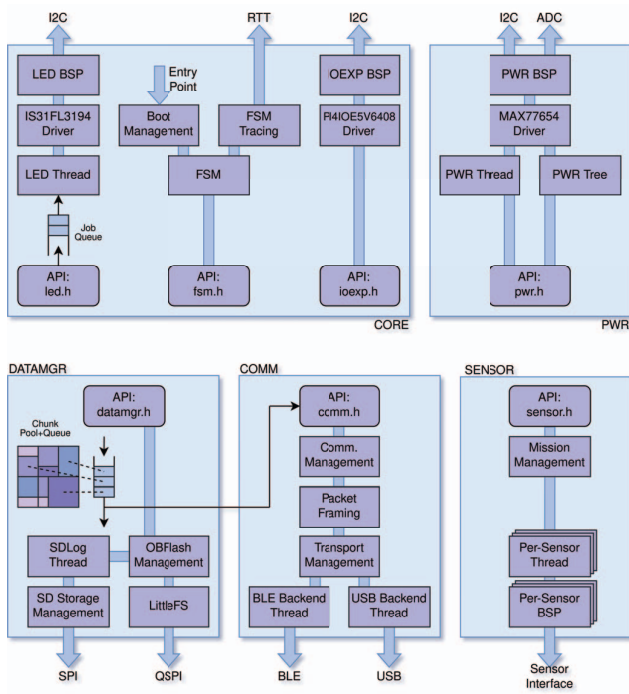 I2C
RTT
I2C
I2C
ADC
LED BSP
Entry
Point
OEXP BSP
PWR BSP
IS31FL3194
Driver
Boot
Management
FSM
Tracing
PI4IOE5V6408
Driver
MAX77654
Driver
LED Thread
FSM
PWR Thread
PWR Tree
Job
Queue
API:
led.h
API:
fsm.h
API:
ioexp.h
API:
pwr.h
CORE
PWR
DATAMGR
COMM
SENSOR
API:
datamgr.h
API:
comm.h
API:
sensor.h
Chunk
Pool+Queue
Comm.
Management
Mission
Management
Packet
Framing
SDLog
Thread
OBFlash
Management
Transport
Management
Per-Sensor
Thread
SD Storage
Management
LittleFS
BLE Backend
Thread
USB Backend
Thread
Per-Sensor
BSP
SPI
QSPI
BLE
USB
Sensor
Interface